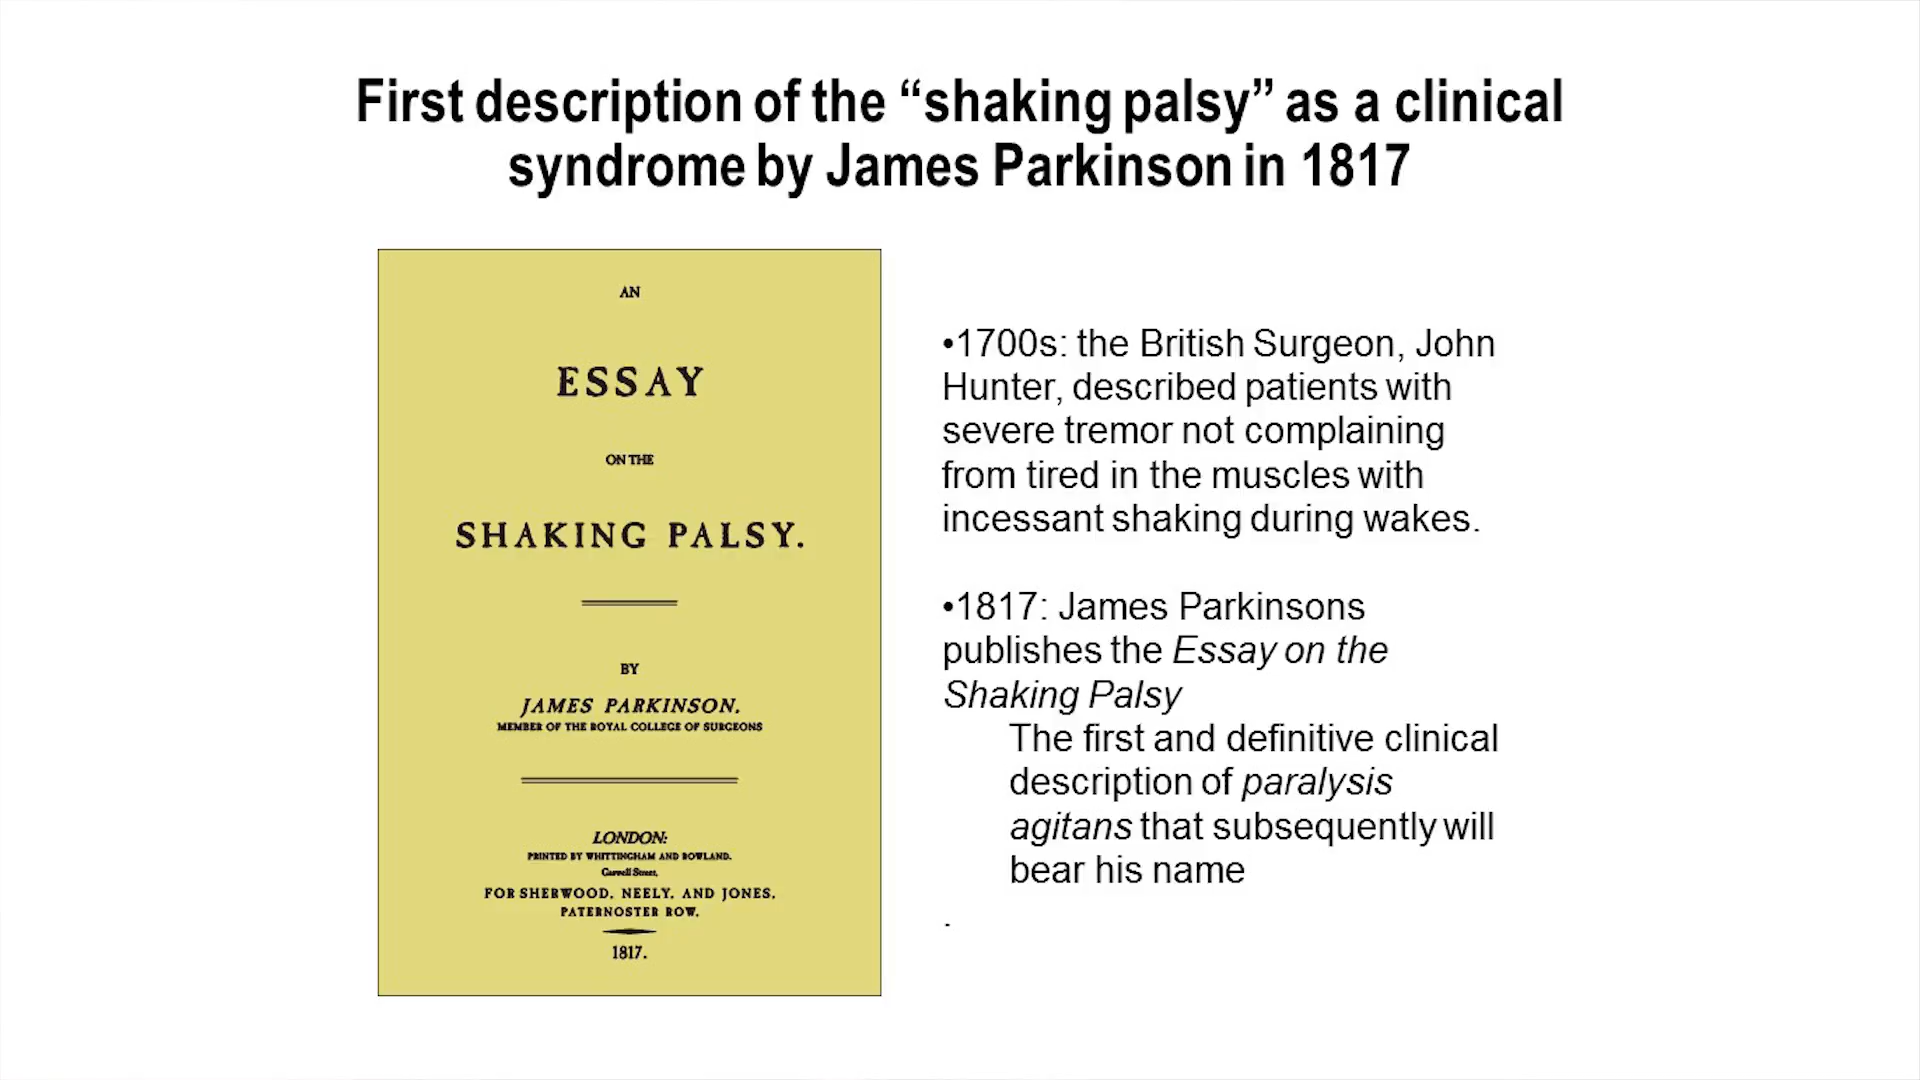 First description of the “shaking palsy” as a clinical
syndrome by James Parkinson in 1817
AN
ESSAY
ON THE
SHAKING PALSY.
BY
JAMES PARKINSON,
MEMBER OF THE ROYAL COLLEGE OF SURGEONS
LONDON:
PRINTED BY WHITTINGHAM AND ROWLAND,
Street,
FOR SHERWOOD, NEELY, AND JONES,
PATERNOSTER ROW.
1817.
•1700s: the British Surgeon, John
Hunter, described patients with
severe tremor not complaining
from tired in the muscles with
incessant shaking during wakes.
•1817: James Parkinsons
publishes the Essay on the
Shaking Palsy
The first and definitive clinical
description of paralysis
agitans that subsequently will
bear his name
.